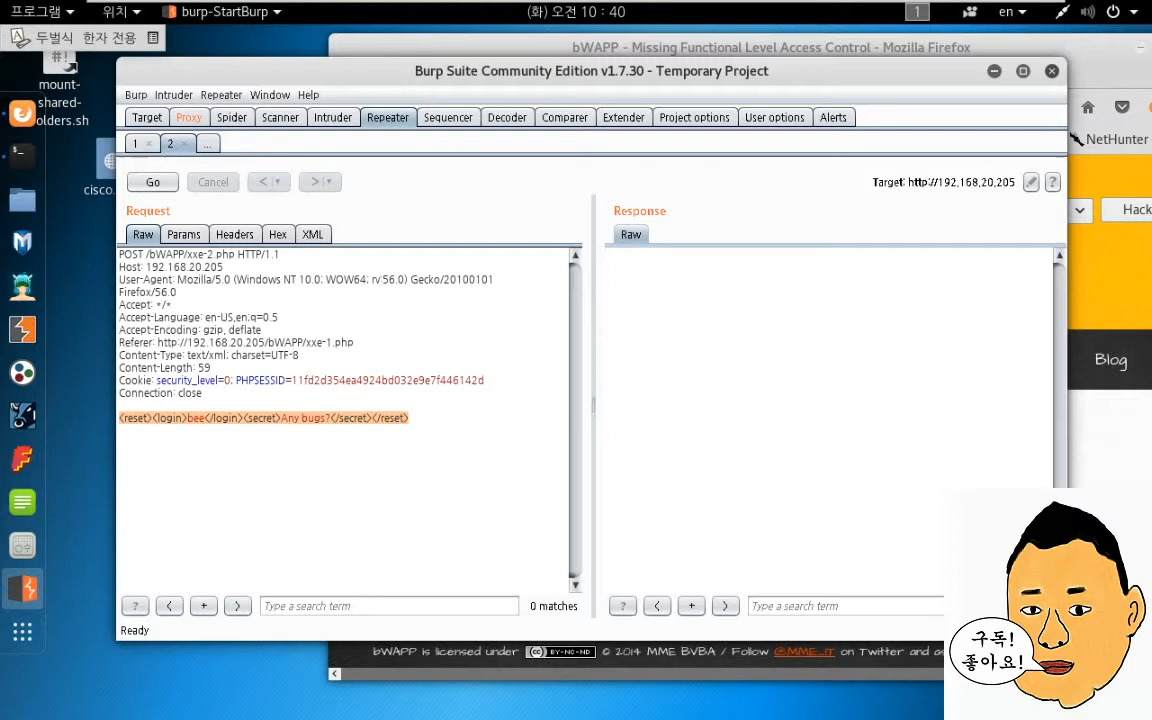 프로그램 위치 burp-StartBurp (화) 오전 10 : 40 1 en
두벌식 한자 전용
bWAPP - Missing Functional Level Access Control - Mozilla Firefox
mount-
shared-
olders.sh
cisco.
Burp Suite Community Edition v1.7.30 - Temporary Project
Burp Intruder Repeater Window Help
Target Proxy Spider Scanner Intruder Repeater Sequencer Decoder Comparer Extender Project options User options Alerts
1 × 2 × ...
NetHunter
Go Cancel < > Target: http://192.168.20.205 ?
Hack
Request
Raw Params Headers Hex XML
POST /bWAPP/xxe-2.php HTTP/1.1
Host: 192.168.20.205
User-Agent: Mozilla/5.0 (Windows NT 10.0; WOW64; rv:56.0) Gecko/20100101
Firefox/56.0
Accept: */*
Accept-Language: en-US,en;q=0.5
Accept-Encoding: gzip, deflate
Referer: http://192.168.20.205/bWAPP/xxe-1.php
Content-Type: text/xml; charset=UTF-8
Content-Length: 59
Cookie: security_level=0; PHPSESSID=11fd2d354ea4924bd032e9e7f446142d
Connection: close
<reset><login>bee</login><secret>Any bugs?</secret></reset>
? < + > Type a search term 0 matches
Response
Raw
? < + > Type a search term
Blog
Ready
bWAPP is licensed under cc BY-NC-ND © 2014 MME BVBA / Follow @MME_IT on Twitter and as
구독!
좋아요!